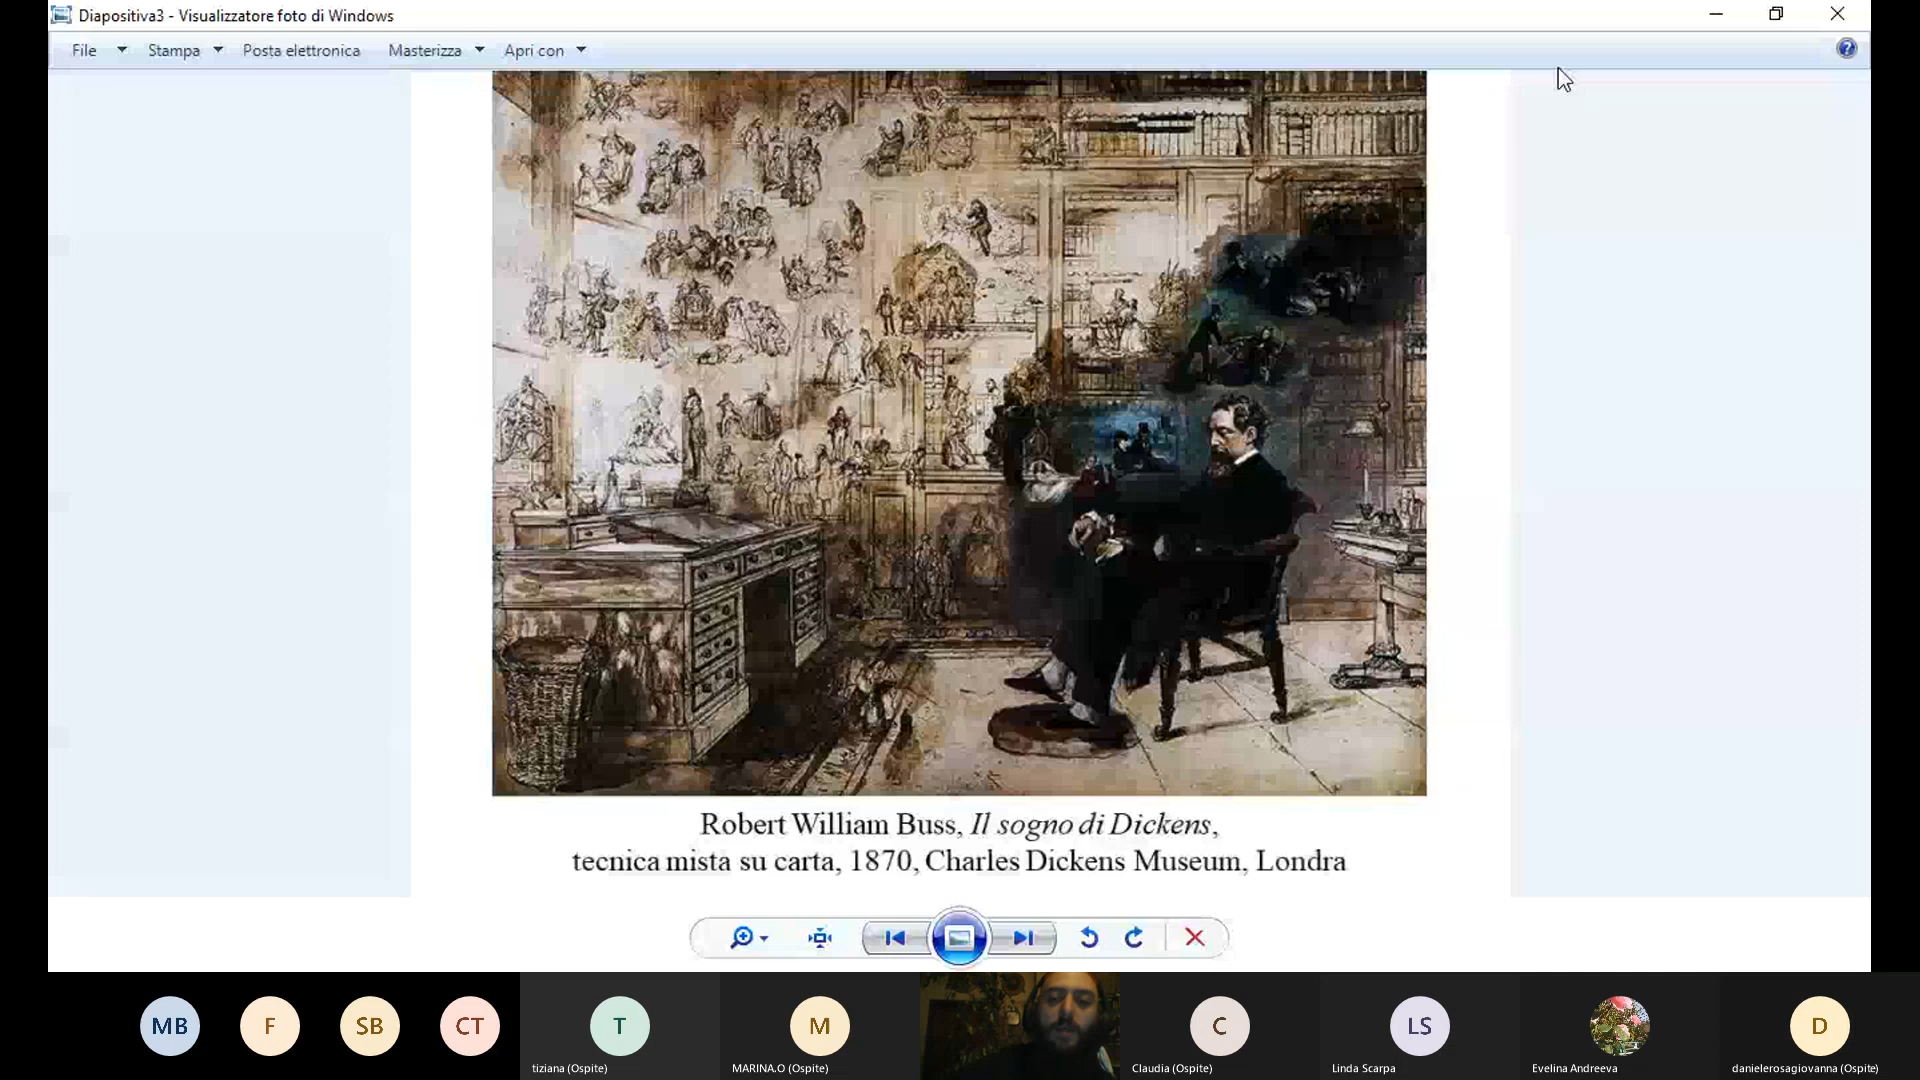 Diapositiva3 - Visualizzatore foto di Windows
File Stampa Posta elettronica Masterizza Apri con
Robert William Buss, Il sogno di Dickens,
tecnica mista su carta, 1870, Charles Dickens Museum, Londra
MB F SB CT T M C LS D
tiziana (Ospite) MARINA.O (Ospite) Claudia (Ospite) Linda Scarpa Evelina Andreeva danielerosagiovanna (Ospite)